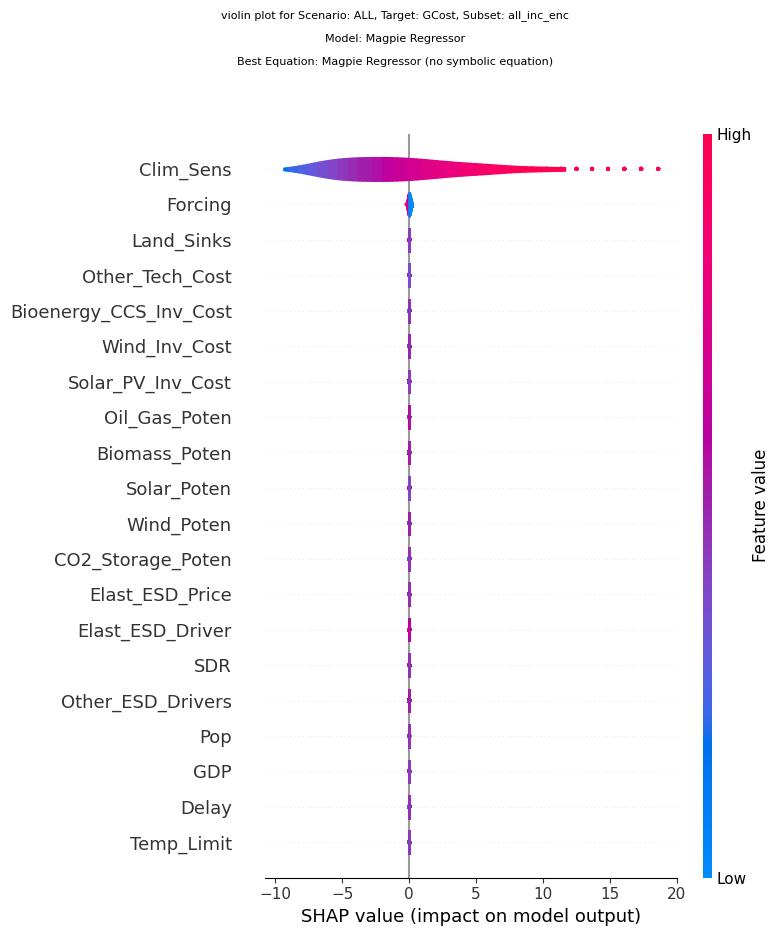 violin plot for Scenario: ALL, Target: GCost, Subset: all_inc_enc
Model: Magpie Regressor
Best Equation: Magpie Regressor (no symbolic equation)
High
Clim_Sens
Forcing
Land_Sinks
Other_Tech_Cost
Bioenergy_CCS_Inv_Cost
Wind_Inv_Cost
Solar_PV_Inv_Cost
Oil_Gas_Poten
Biomass_Poten
Solar_Poten
Wind_Poten
CO2_Storage_Poten
Elast_ESD_Price
Elast_ESD_Driver
SDR
Other_ESD_Drivers
Pop
GDP
Delay
Temp_Limit
Feature value
Low
−10 −5 0 5 10 15 20
SHAP value (impact on model output)